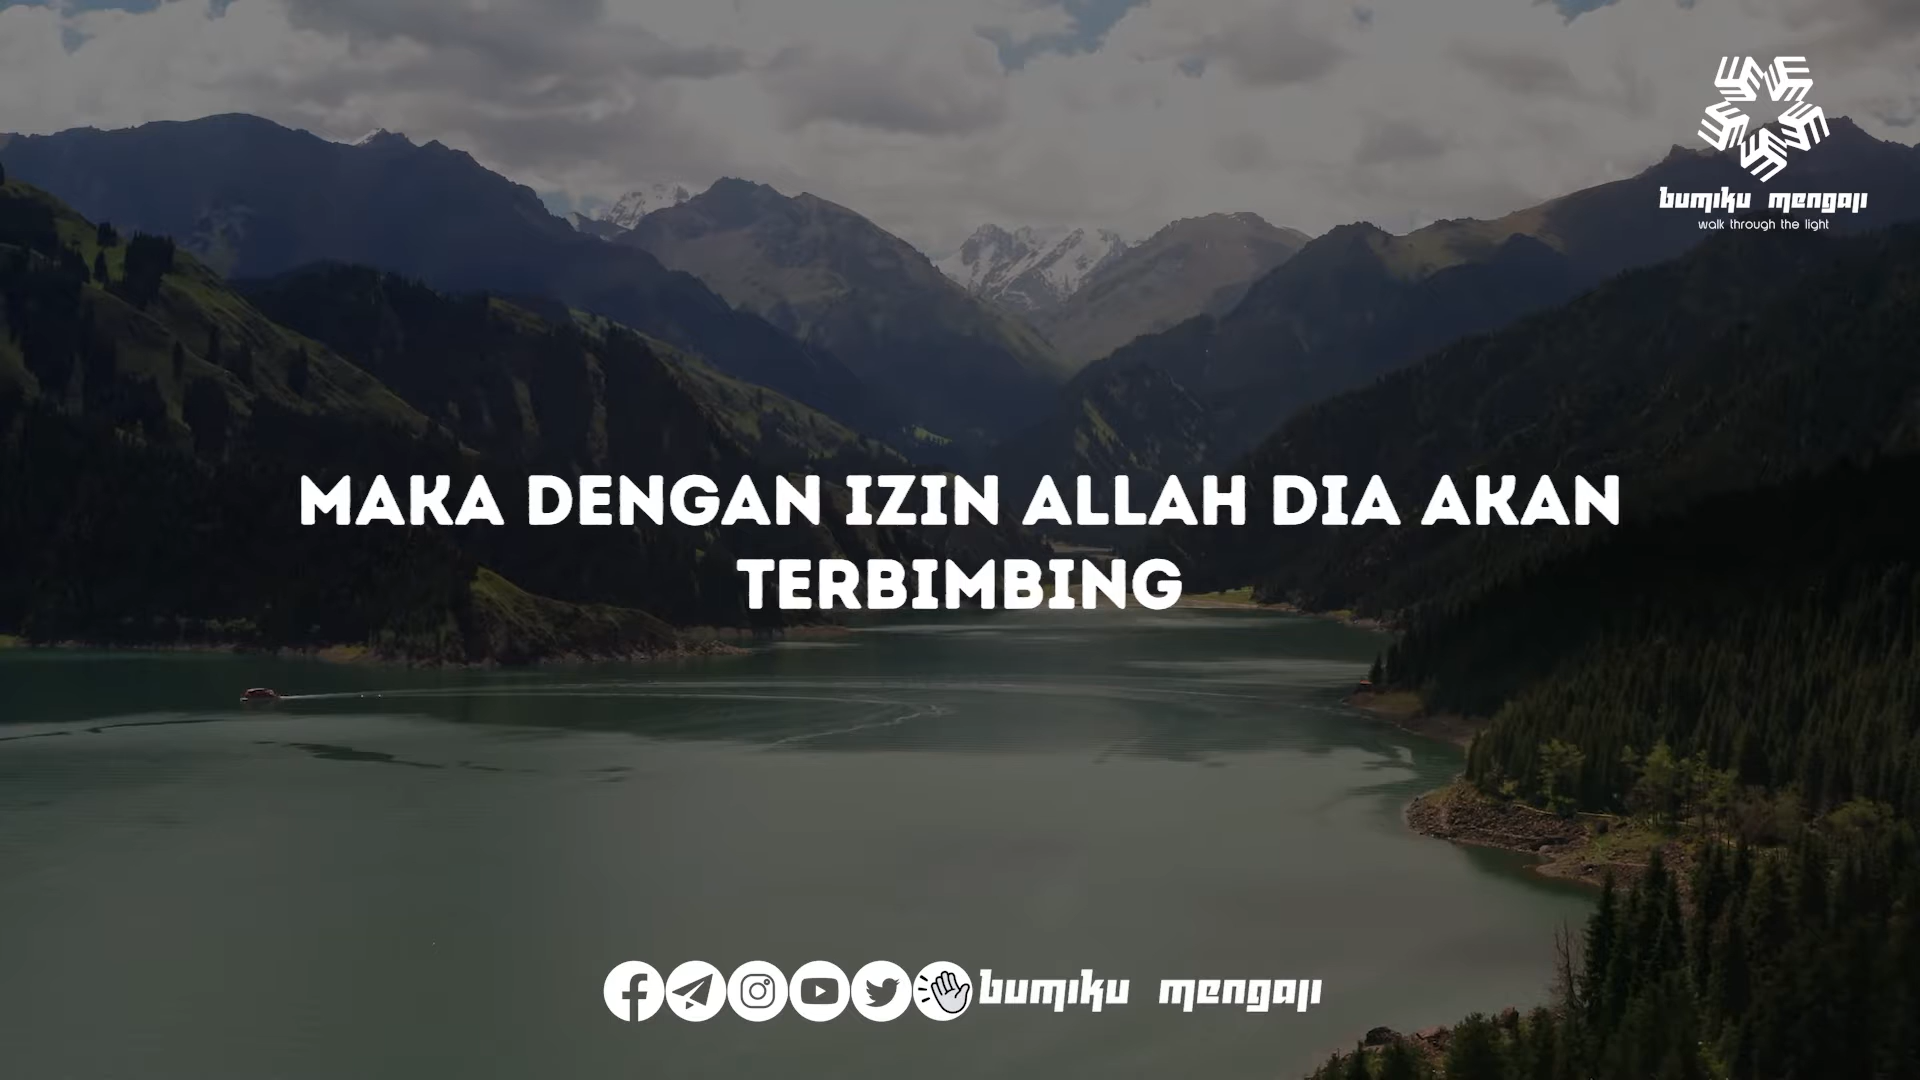 bumiku mengaji
walk through the light
MAKA DENGAN IZIN ALLAH DIA AKAN
TERBIMBING
bumiku mengaji